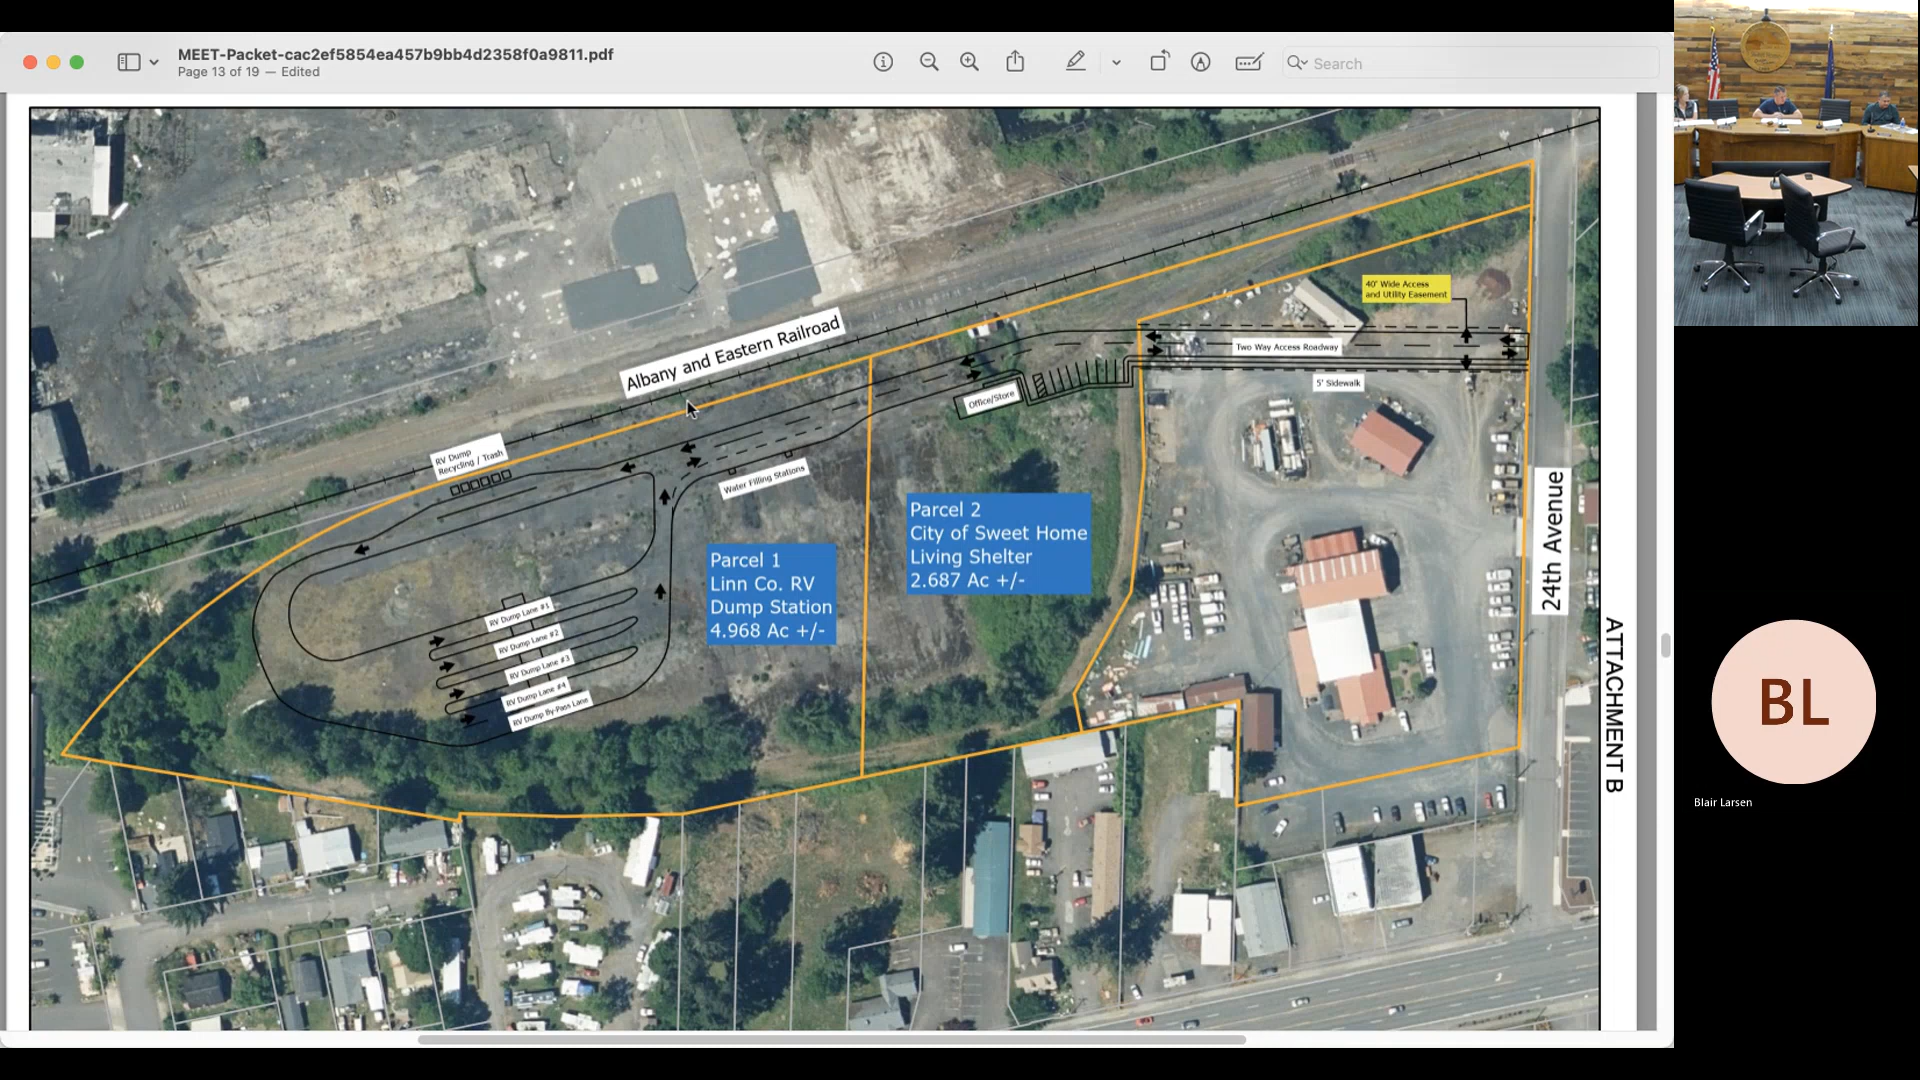 MEET-Packet-cac2ef5854ea457b9bb4d2358f0a9811.pdf
Page 13 of 19 — Edited
Search
40' Wide Access
and Utility Easement
Albany and Eastern Railroad
Two Way Access Roadway
5' Sidewalk
Office/Store
RV Dump
Recycling / Trash
Water Filling Stations
Parcel 1
Linn Co. RV
Dump Station
4.968 Ac +/-
Parcel 2
City of Sweet Home
Living Shelter
2.687 Ac +/-
24th Avenue
RV Dump Lane #1
RV Dump Lane #2
RV Dump Lane #3
RV Dump Lane #4
RV Dump By-Pass Lane
ATTACHMENT B
BL
Blair Larsen